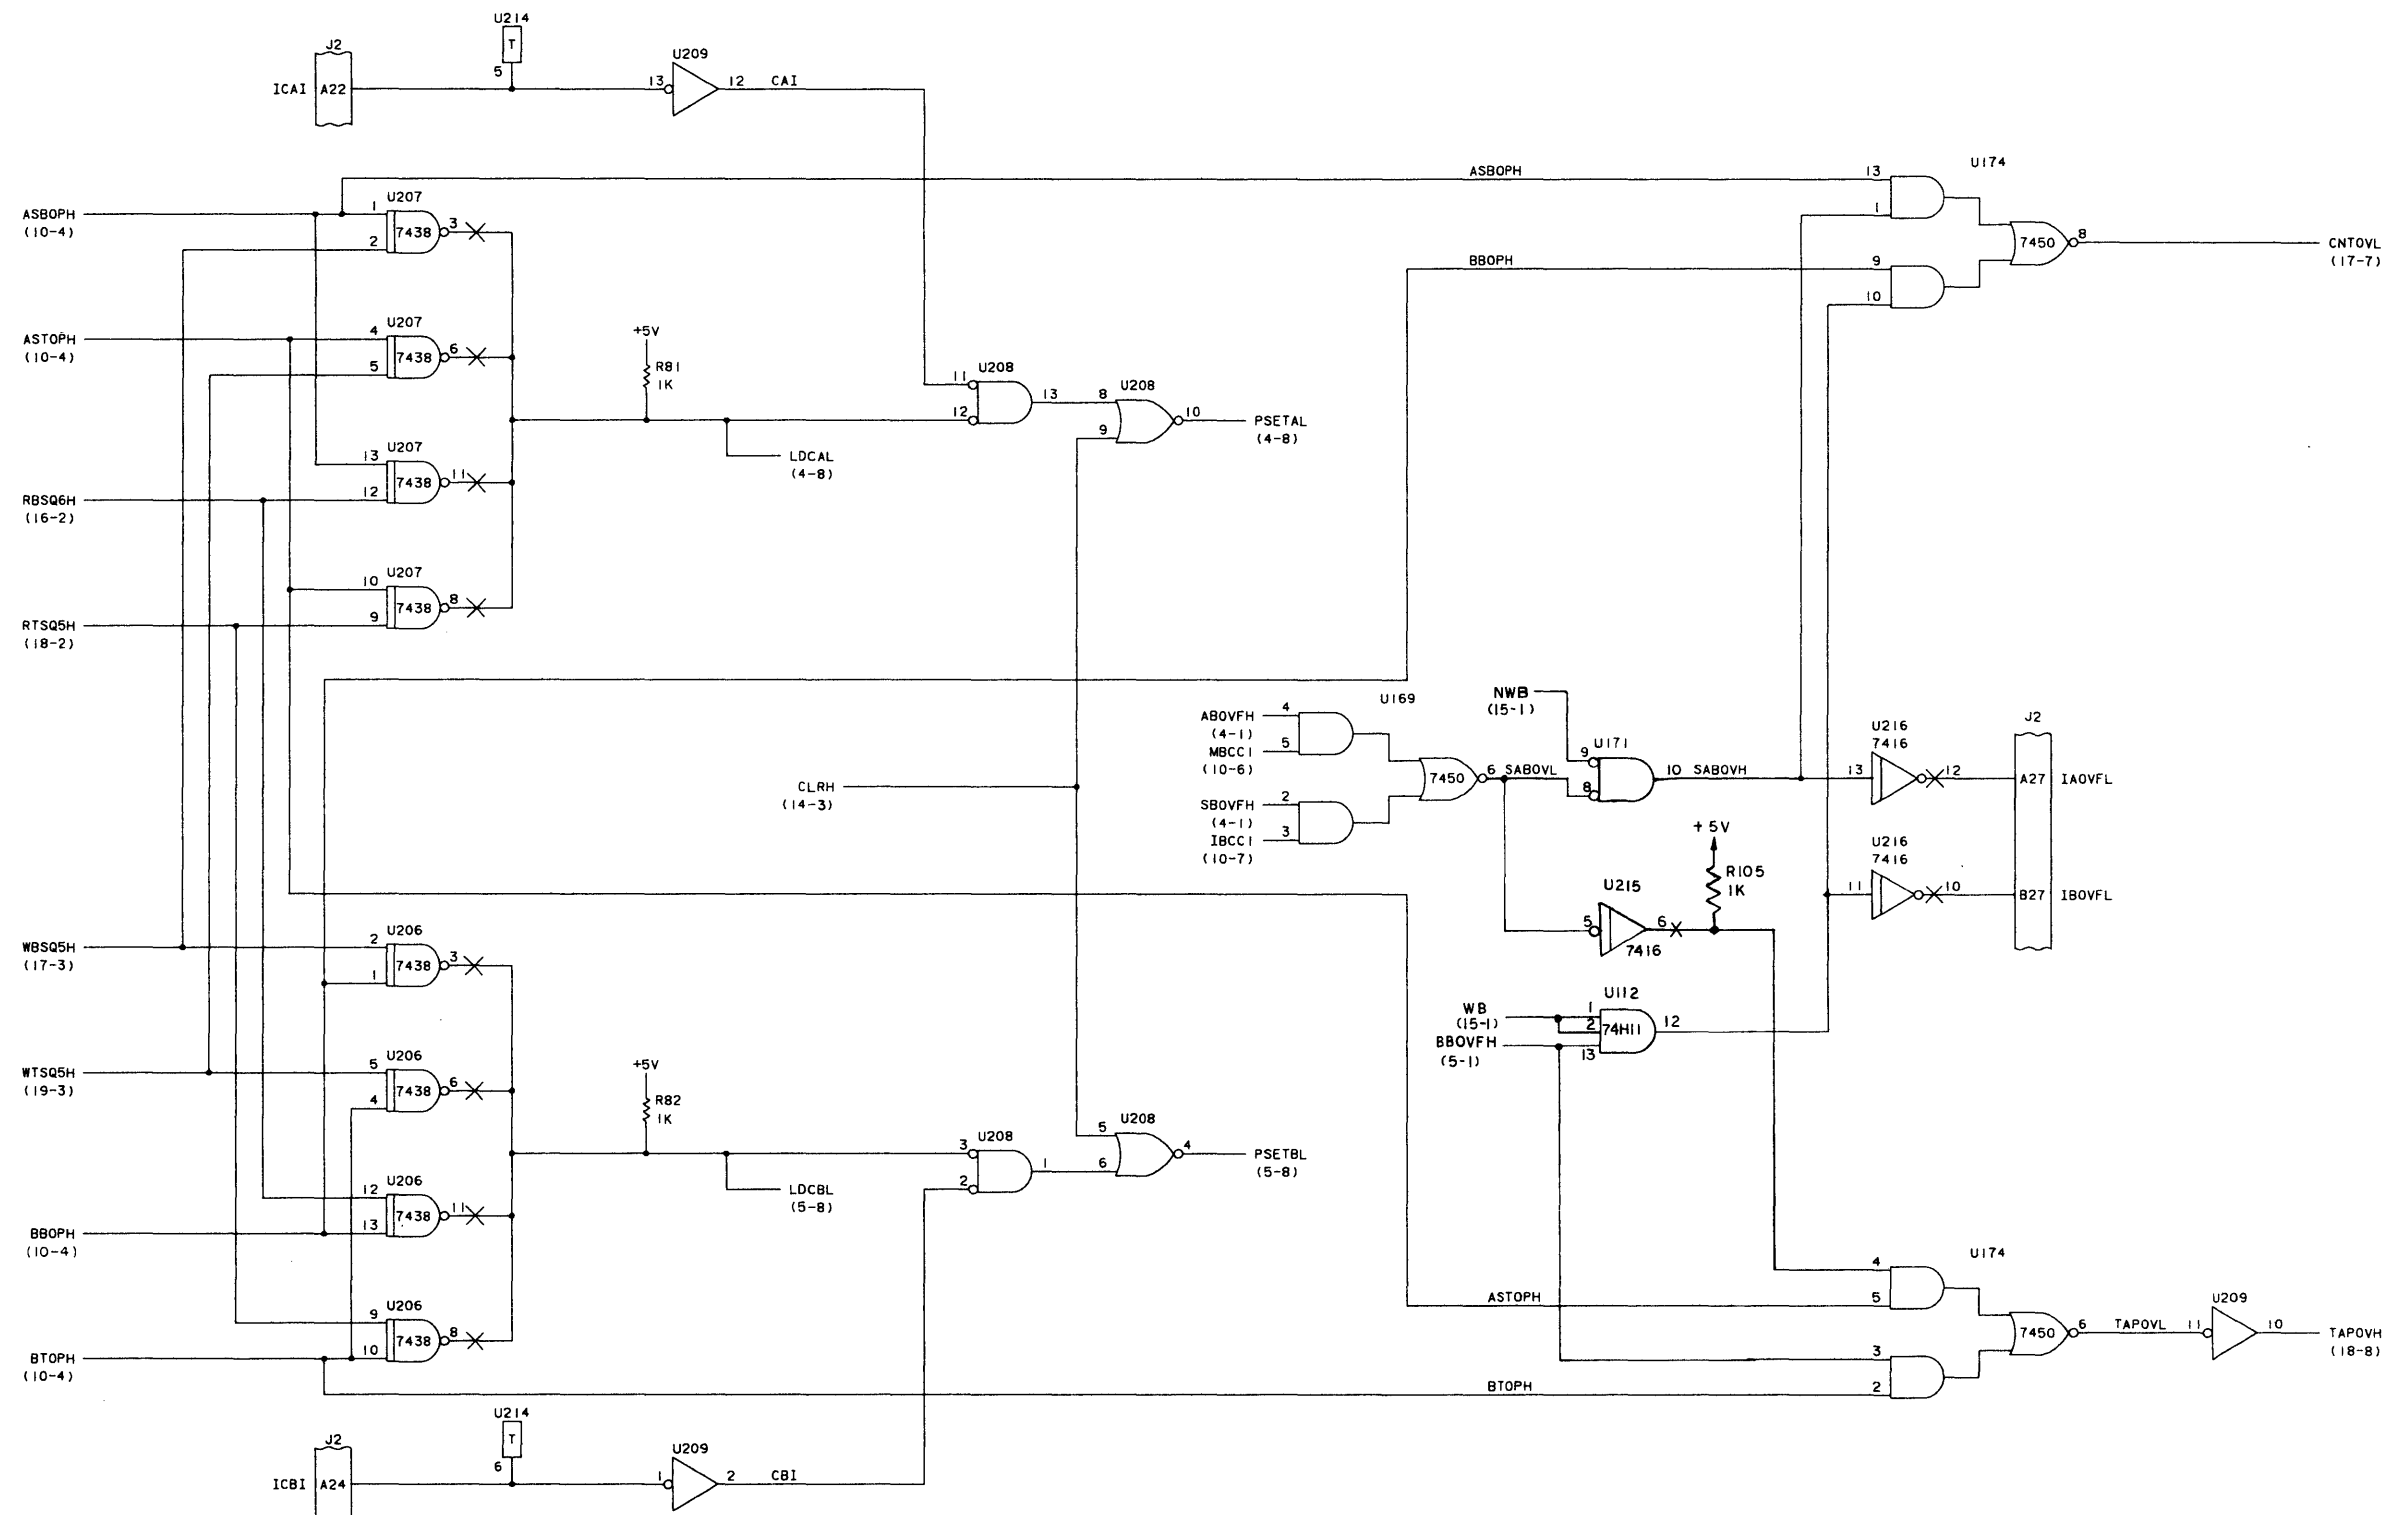 U214
T
5
J2
ICAI
A22
U209
13
12
CAI
ASBOPH
(10-4)
U207
1
2
7438
3
ASTOPH
(10-4)
U207
4
5
7438
6
U207
13
12
7438
11
RBSQ6H
(16-2)
U207
10
9
7438
8
RTSQ5H
(18-2)
+5V
R81
1K
LDCAL
(4-8)
U208
11
12
13
U208
8
9
10
PSETAL
(4-8)
ASBOPH
BBOPH
U174
13
1
9
10
7450
8
CNTOVL
(17-7)
CLRH
(14-3)
U169
ABOVFH
(4-1)
MBCC1
(10-6)
4
5
SBOVFH
(4-1)
IBCC1
(10-7)
2
3
7450
6
SABOVL
NWB
(15-1)
U171
9
8
10
SABOVH
U216
7416
13
12
J2
A27
IAOVFL
U216
7416
11
10
B27
IBOVFL
+5V
R105
1K
U215
5
6
7416
U112
WB
(15-1)
BBOVFH
(5-1)
1
2
13
74H11
12
WBSQ5H
(17-3)
U206
2
1
7438
3
WTSQ5H
(19-3)
U206
5
4
7438
6
U206
12
13
7438
11
BBOPH
(10-4)
U206
9
10
7438
8
BTOPH
(10-4)
+5V
R82
1K
LDCBL
(5-8)
U208
3
2
1
U208
5
6
4
PSETBL
(5-8)
ASTOPH
BTOPH
U174
4
5
3
2
7450
6
TAPOVL
U209
11
10
TAPOVH
(18-8)
U214
T
6
J2
ICBI
A24
U209
1
2
CBI